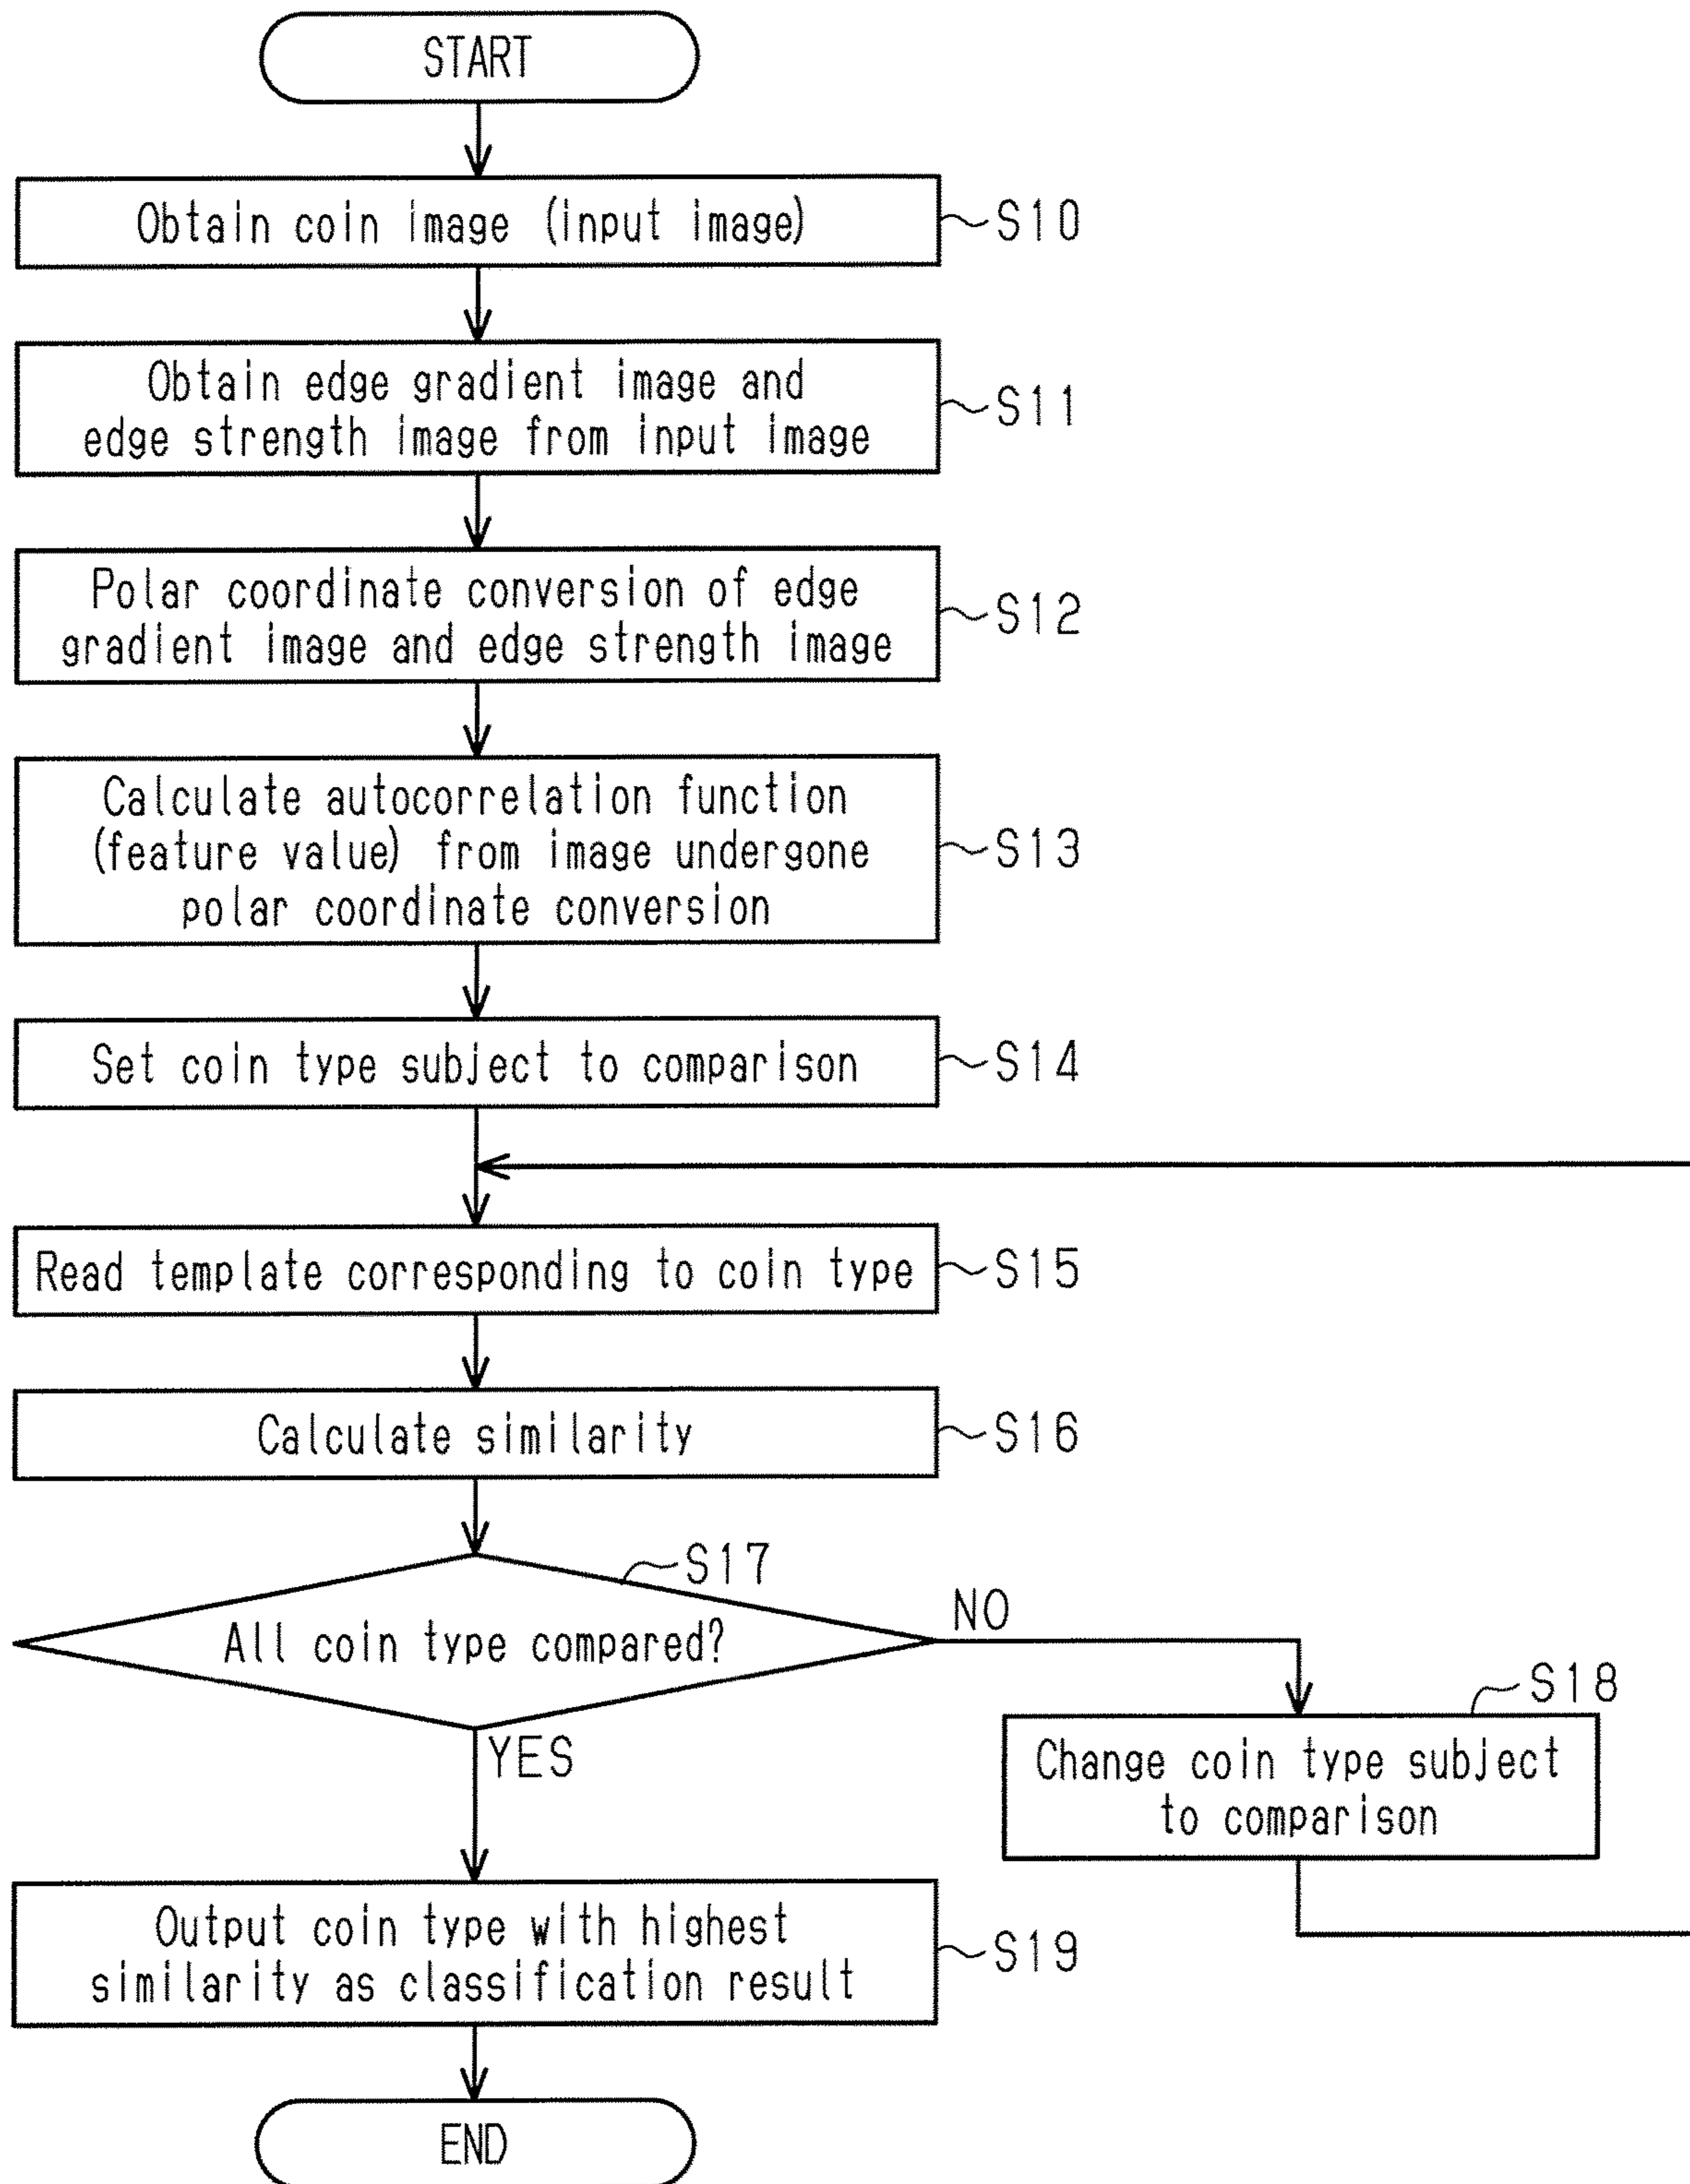 START
Obtain coin image (input image)
S10
Obtain edge gradient image and
edge strength image from input image
S11
Polar coordinate conversion of edge
gradient image and edge strength image
S12
Calculate autocorrelation function
(feature value) from image undergone
polar coordinate conversion
S13
Set coin type subject to comparison
S14
Read template corresponding to coin type
S15
Calculate similarity
S16
S17
All coin type compared?
NO
YES
S18
Change coin type subject
to comparison
Output coin type with highest
similarity as classification result
S19
END